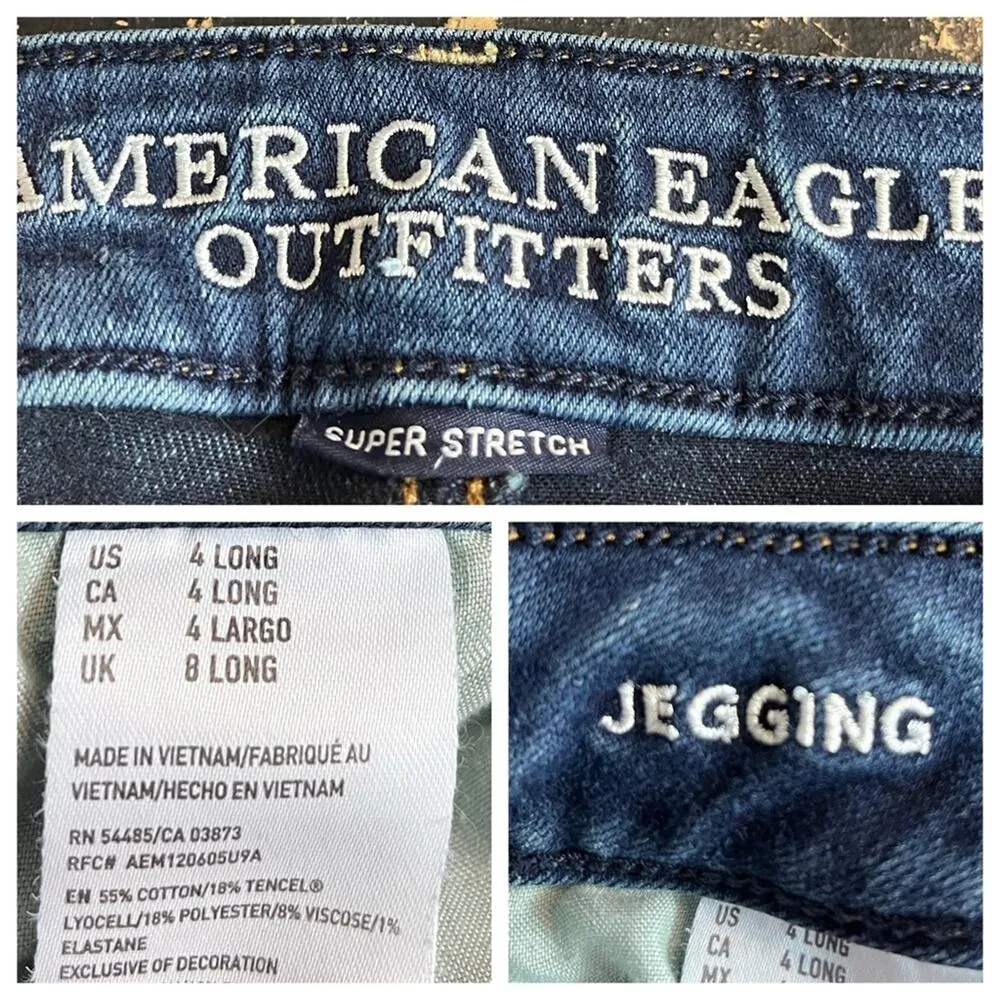 AMERICAN EAGLE
OUTFITTERS
SUPER STRETCH
US 4 LONG
CA 4 LONG
MX 4 LARGO
UK 8 LONG
MADE IN VIETNAM/FABRIQUÉ AU
VIETNAM/HECHO EN VIETNAM
RN 54485/CA 03873
RFC# AEM120605U9A
EN 55% COTTON/18% TENCEL®
LYOCELL/18% POLYESTER/8% VISCOSE/1%
ELASTANE
EXCLUSIVE OF DECORATION
JEGGING
US 4 LONG
CA 4 LONG
MX